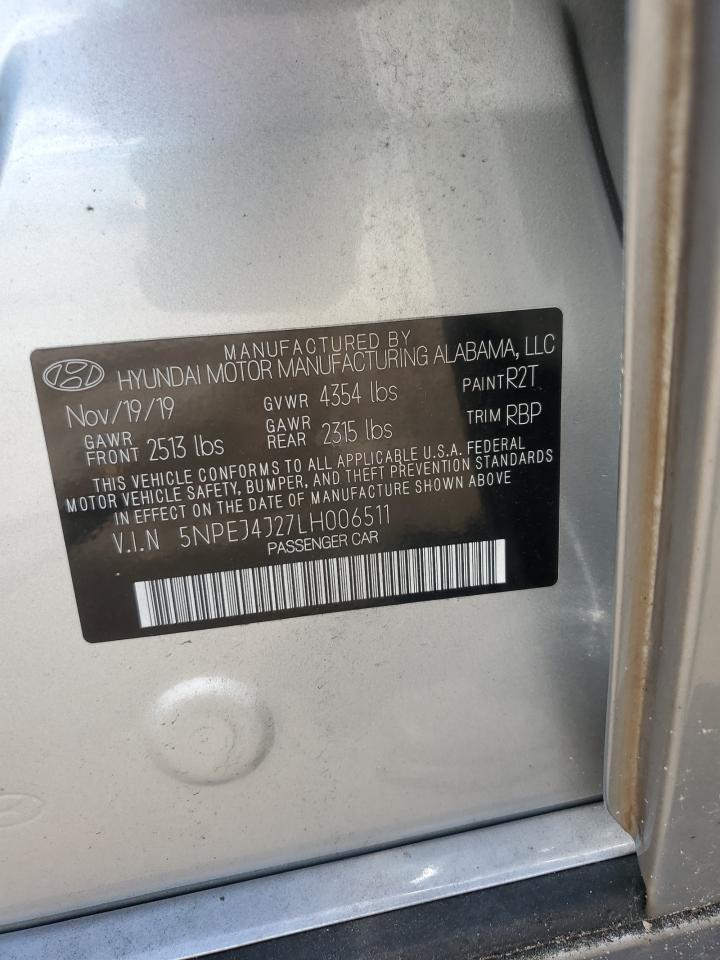 MANUFACTURED BY
HYUNDAI MOTOR MANUFACTURING ALABAMA, LLC
Nov/19/19 GVWR 4354 lbs PAINT R2T
GAWR FRONT 2513 lbs GAWR REAR 2315 lbs TRIM RBP
THIS VEHICLE CONFORMS TO ALL APPLICABLE U.S.A. FEDERAL
MOTOR VEHICLE SAFETY, BUMPER, AND THEFT PREVENTION STANDARDS
IN EFFECT ON THE DATE OF MANUFACTURE SHOWN ABOVE
V.I.N 5NPEJ4J27LH006511
PASSENGER CAR